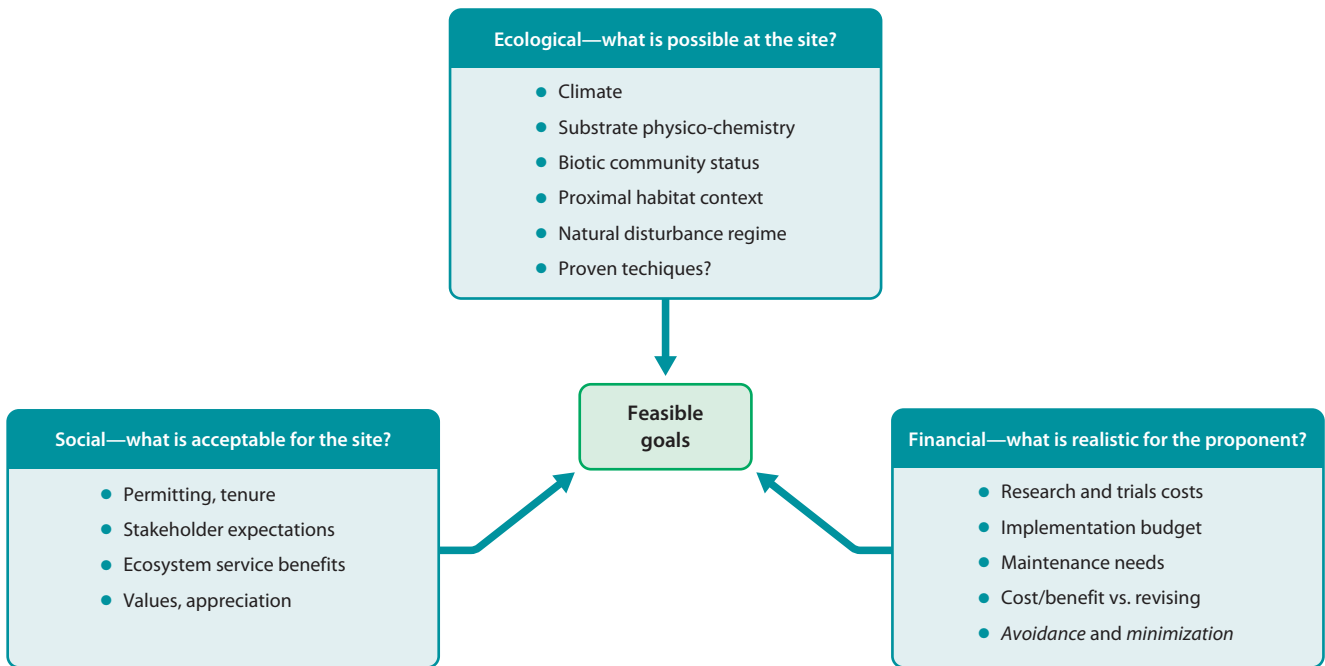 Ecological—what is possible at the site?
Climate
Substrate physico-chemistry
Biotic community status
Proximal habitat context
Natural disturbance regime
Proven techiques?
Feasible
goals
Social—what is acceptable for the site?
Permitting, tenure
Stakeholder expectations
Ecosystem service benefits
Values, appreciation
Financial—what is realistic for the proponent?
Research and trials costs
Implementation budget
Maintenance needs
Cost/benefit vs. revising
Avoidance and minimization